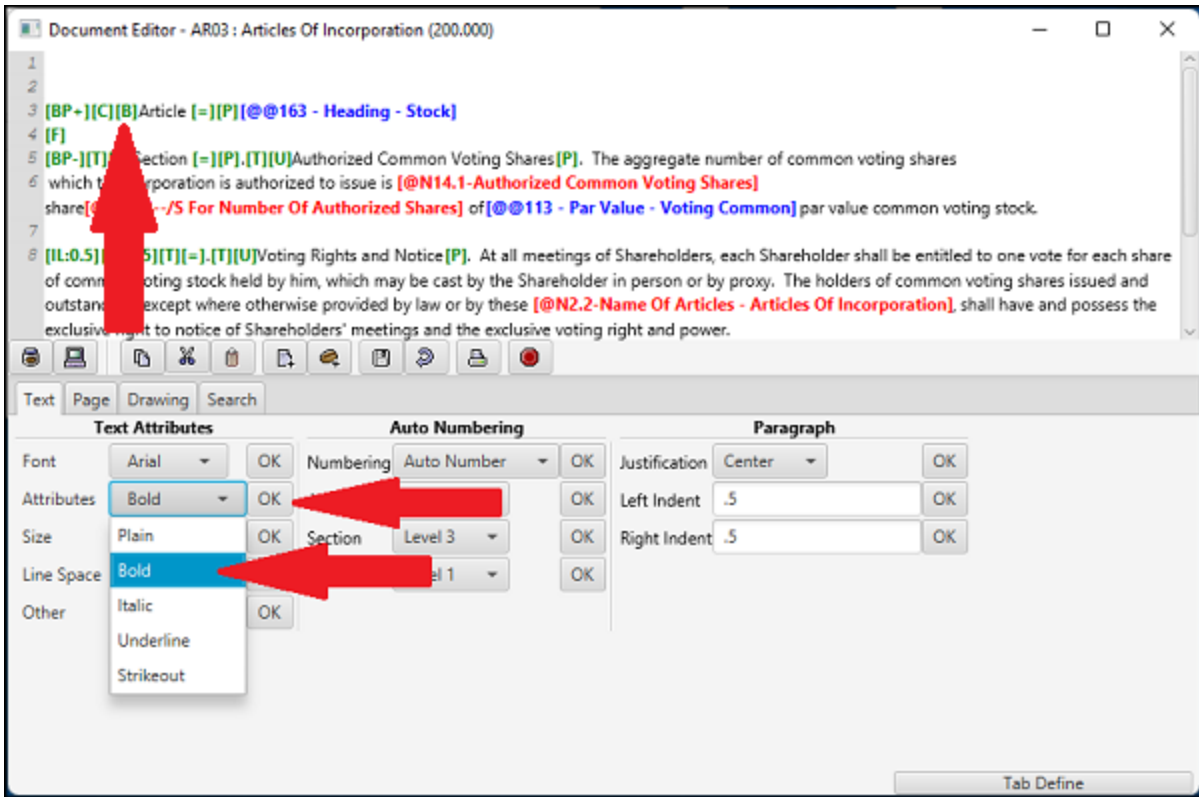 Document Editor - AR03 : Articles Of Incorporation (200.000)
1
2
3 [BP+][C][B]Article [=][P][@@163 - Heading - Stock]
4 [F]
5 [BP-][T] Section [=][P].[T][U]Authorized Common Voting Shares[P]. The aggregate number of common voting shares
6 which corporation is authorized to issue is [@N14.1-Authorized Common Voting Shares]
share[@ --/S For Number Of Authorized Shares] of[@@113 - Par Value - Voting Common] par value common voting stock.
7
8 [IL:0.5] [T][=].[T][U]Voting Rights and Notice[P]. At all meetings of Shareholders, each Shareholder shall be entitled to one vote for each share
of voting stock held by him, which may be cast by the Shareholder in person or by proxy. The holders of common voting shares issued and
except where otherwise provided by law or by these [@N2.2-Name Of Articles - Articles Of Incorporation], shall have and possess the
exclusive right to notice of Shareholders' meetings and the exclusive voting right and power.
Text Page Drawing Search
Text Attributes Auto Numbering Paragraph
Font Arial OK Numbering Auto Number OK Justification Center OK
Attributes Bold OK OK Left Indent .5 OK
Size Plain OK Section Level 3 OK Right Indent .5 OK
Line Space Bold 1 OK
Other Italic OK
Underline
Strikeout
Tab Define